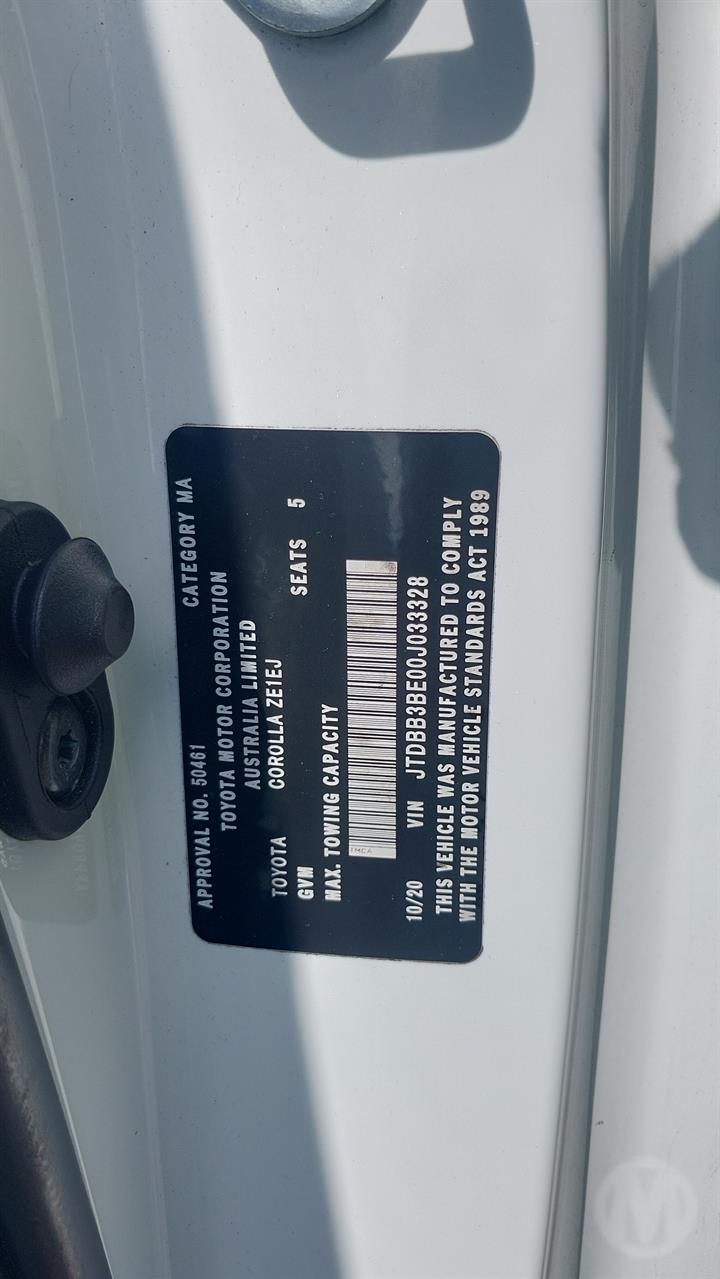 APPROVAL NO. 50461 CATEGORY MA
TOYOTA MOTOR CORPORATION
AUSTRALIA LIMITED
TOYOTA COROLLA ZE1EJ
GVM SEATS 5
MAX. TOWING CAPACITY
TMCA
10/20 VIN JTDBB3BE00J033328
THIS VEHICLE WAS MANUFACTURED TO COMPLY
WITH THE MOTOR VEHICLE STANDARDS ACT 1989
M